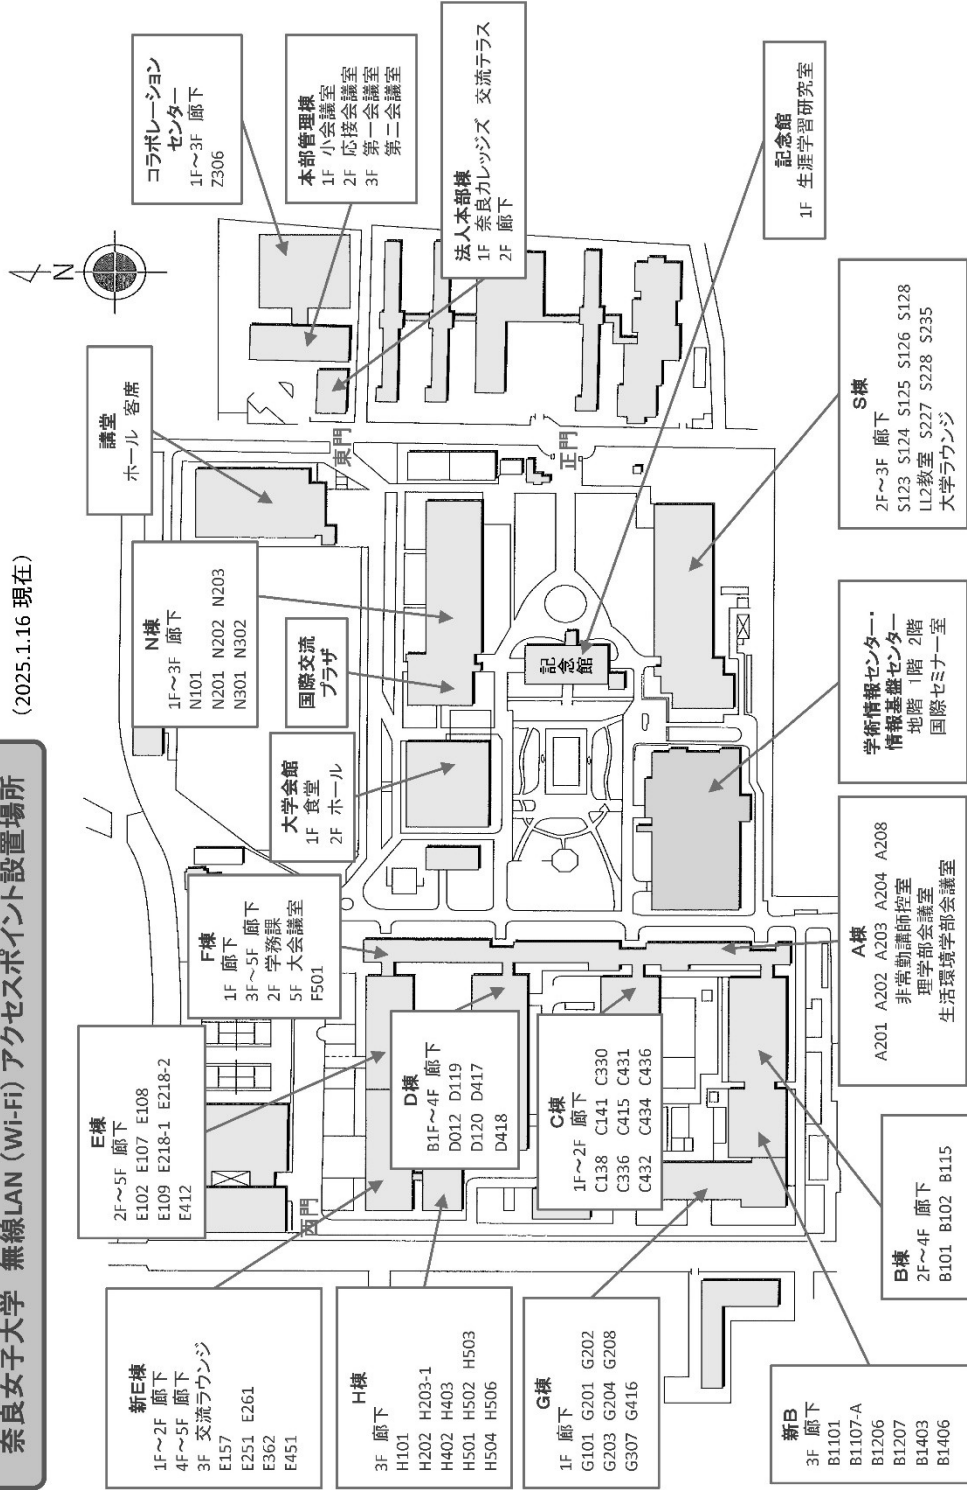 奈良女子大学 無線LAN(Wi-Fi)アクセスポイント設置場所
(2025.1.16 現在)
N
新E棟
1F～2F 廊下
4F～5F 廊下
3F 交流ラウンジ
E157
E251 E261
E362
E451
E棟
2F～5F 廊下
E102 E107 E108
E109 E218-1 E218-2
E412
F棟
1F 廊下
3F～5F 廊下
2F 学務課
5F 大会議室
F501
大学会館
1F 食堂
2F ホール
国際交流
プラザ
N棟
1F～3F 廊下
N101
N201 N202 N203
N301 N302
講堂
ホール 客席
コラボレーション
センター
1F～3F 廊下
Z306
本部管理棟
1F 小会議室
2F 応接会議室
3F 第一会議室
第二会議室
法人本部棟
1F 奈良カレッジズ 交流テラス
2F 廊下
記念館
1F 生涯学習研究室
H棟
3F 廊下
H101
H202 H203-1
H402 H403
H501 H502 H503
H504 H506
D棟
B1F～4F 廊下
D012 D119
D120 D417
D418
C棟
1F～2F 廊下
C138 C141 C330
C336 C415 C431
C432 C434 C436
G棟
1F 廊下
G101 G201 G202
G203 G204 G208
G307 G416
西門
東門
正門
記念館
新B
3F 廊下
B1101
B1107-A
B1206
B1207
B1403
B1406
B棟
2F～4F 廊下
B101 B102 B115
A棟
A201 A202 A203 A204 A208
非常勤講師控室
理学部会議室
生活環境学部会議室
学術情報センター・
情報基盤センター
地階 1階 2階
国際セミナー室
S棟
2F～3F 廊下
S123 S124 S125 S126 S128
LL2教室 S227 S228 S235
大学ラウンジ